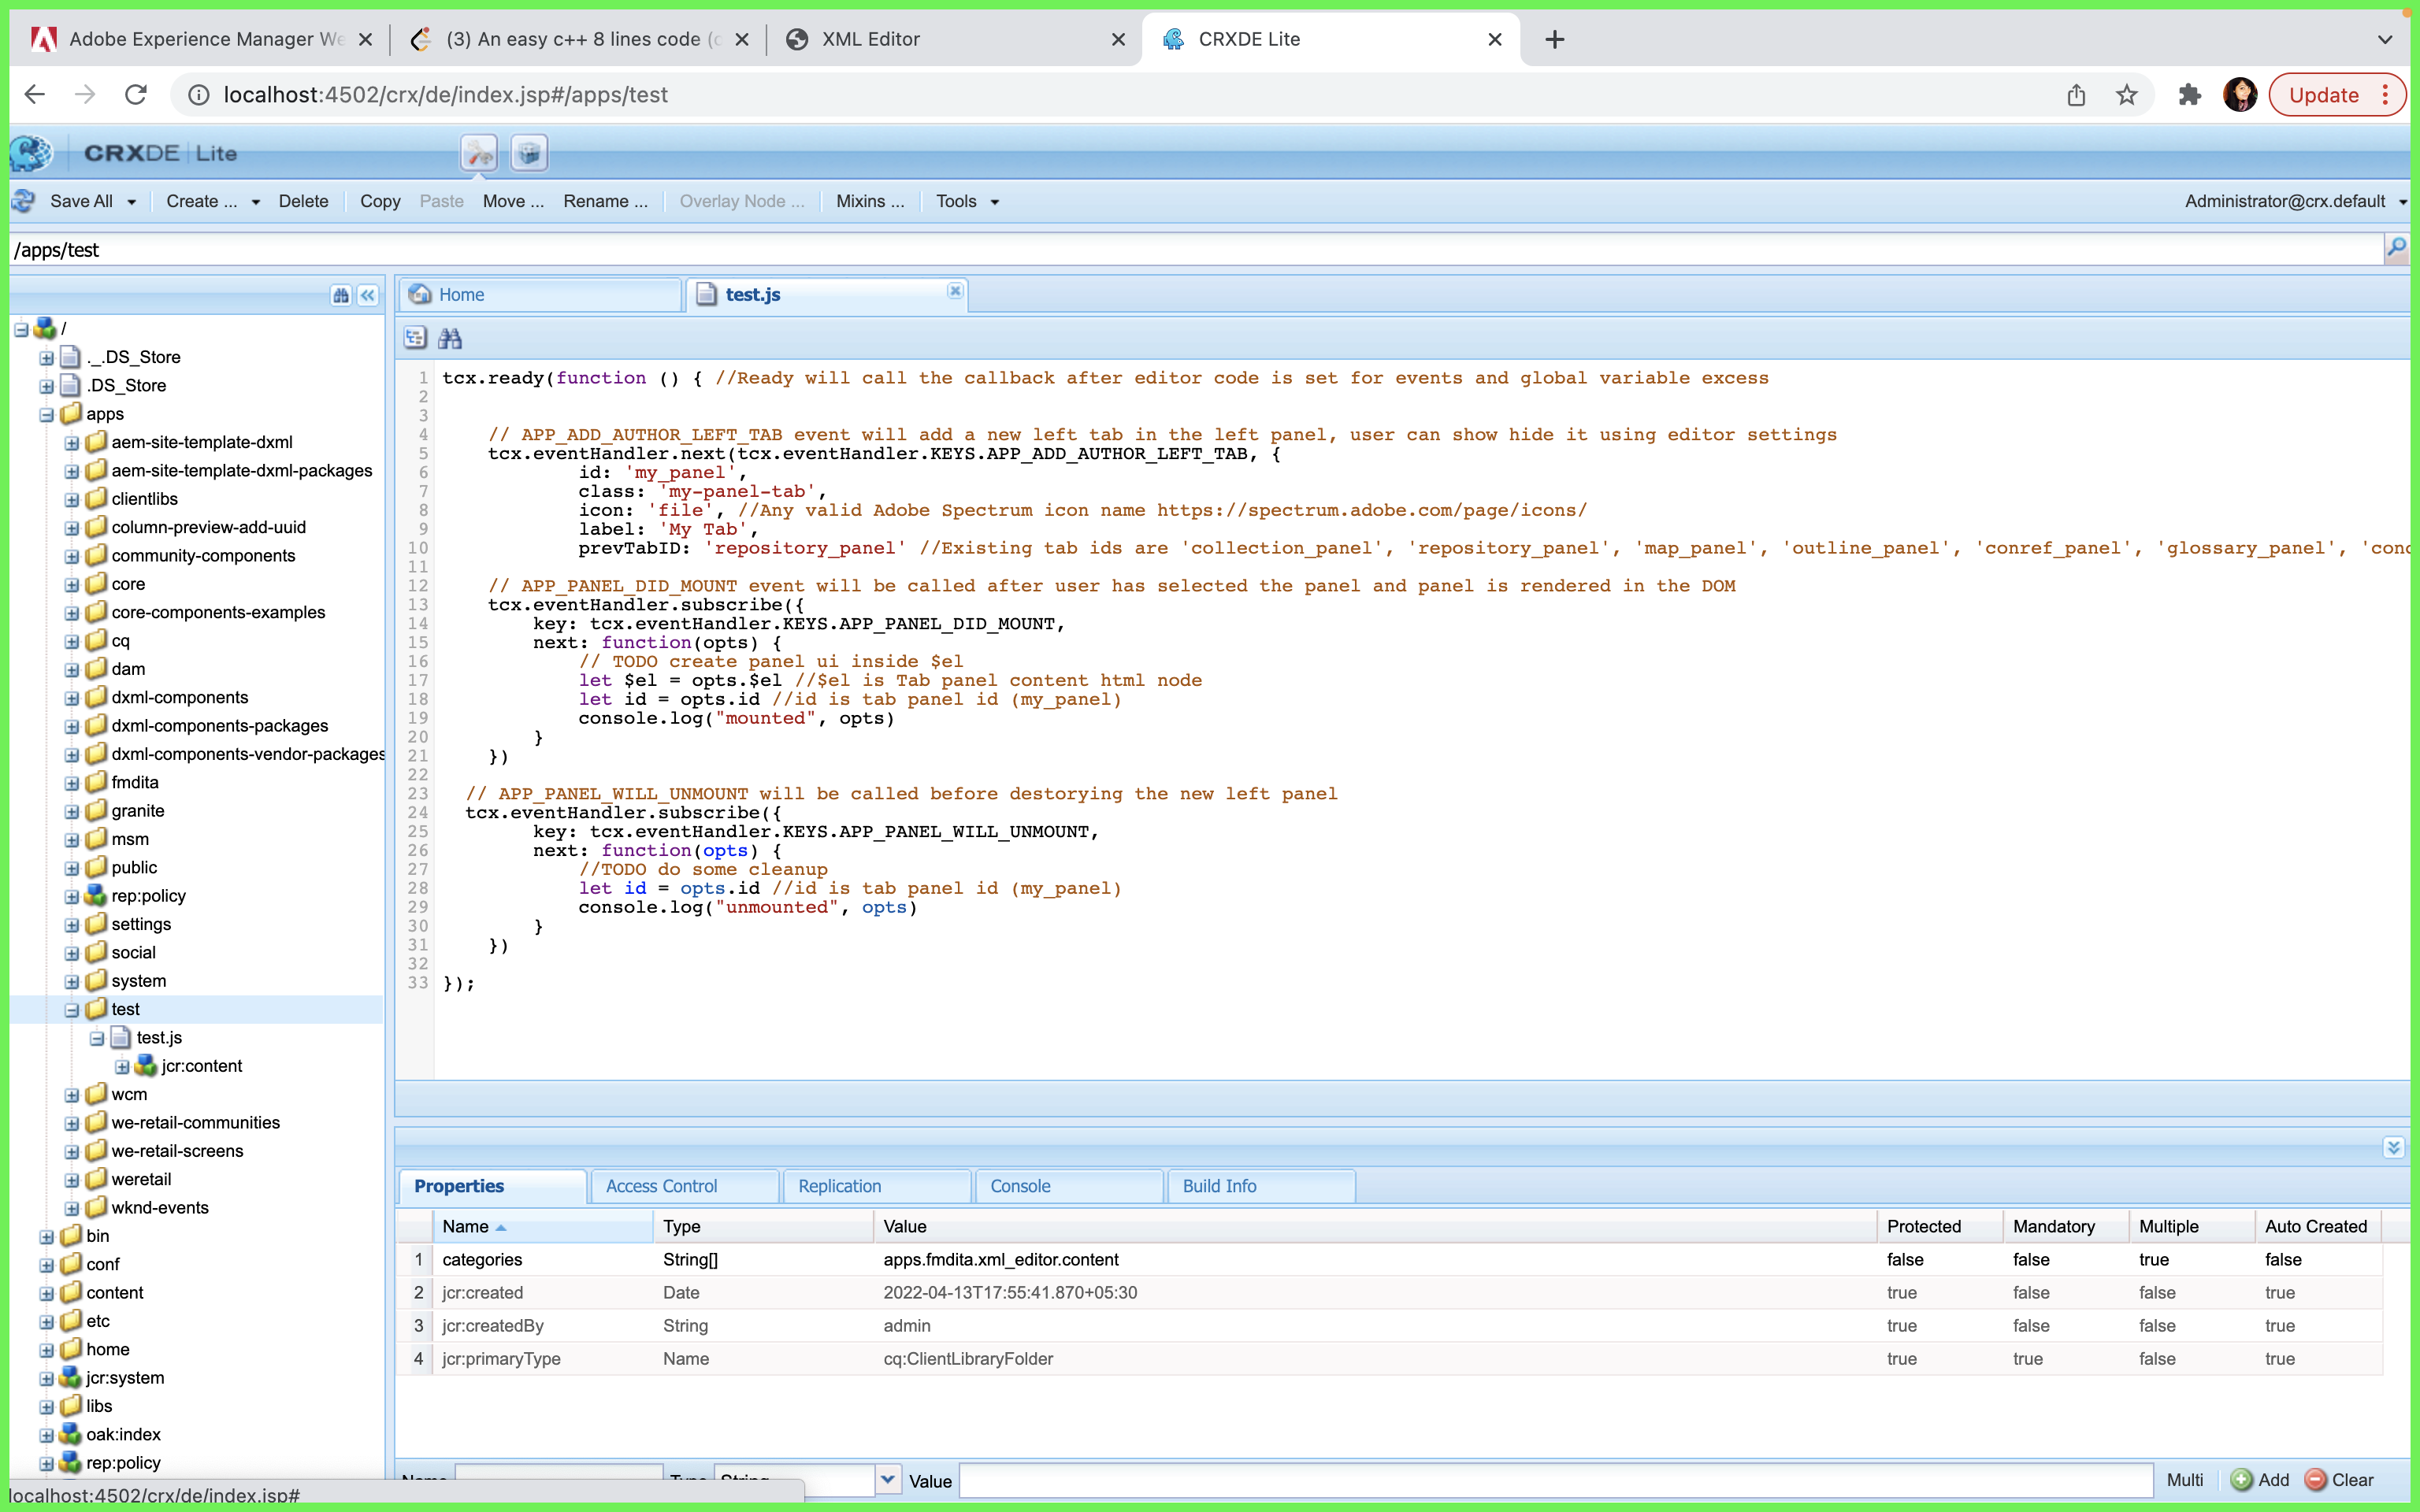 Adobe Experience Manager We
(3) An easy c++ 8 lines code (c
XML Editor
CRXDE Lite
localhost:4502/crx/de/index.jsp#/apps/test
Update
CRXDE Lite
Save All
Create ...
Delete
Copy
Paste
Move ...
Rename ...
Overlay Node ...
Mixins ...
Tools
Administrator@crx.default
/apps/test
/
._.DS_Store
.DS_Store
apps
aem-site-template-dxml
aem-site-template-dxml-packages
clientlibs
column-preview-add-uuid
community-components
core
core-components-examples
cq
dam
dxml-components
dxml-components-packages
dxml-components-vendor-packages
fmdita
granite
msm
public
rep:policy
settings
social
system
test
test.js
jcr:content
wcm
we-retail-communities
we-retail-screens
weretail
wknd-events
bin
conf
content
etc
home
jcr:system
libs
oak:index
rep:policy
localhost:4502/crx/de/index.jsp#
Home
test.js
1 tcx.ready(function () { //Ready will call the callback after editor code is set for events and global variable excess
2
3
4 // APP_ADD_AUTHOR_LEFT_TAB event will add a new left tab in the left panel, user can show hide it using editor settings
5 tcx.eventHandler.next(tcx.eventHandler.KEYS.APP_ADD_AUTHOR_LEFT_TAB, {
6 id: 'my_panel',
7 class: 'my-panel-tab',
8 icon: 'file', //Any valid Adobe Spectrum icon name https://spectrum.adobe.com/page/icons/
9 label: 'My Tab',
10 prevTabID: 'repository_panel' //Existing tab ids are 'collection_panel', 'repository_panel', 'map_panel', 'outline_panel', 'conref_panel', 'glossary_panel', 'conc
11
12 // APP_PANEL_DID_MOUNT event will be called after user has selected the panel and panel is rendered in the DOM
13 tcx.eventHandler.subscribe({
14 key: tcx.eventHandler.KEYS.APP_PANEL_DID_MOUNT,
15 next: function(opts) {
16 // TODO create panel ui inside $el
17 let $el = opts.$el //$el is Tab panel content html node
18 let id = opts.id //id is tab panel id (my_panel)
19 console.log("mounted", opts)
20 }
21 })
22
23 // APP_PANEL_WILL_UNMOUNT will be called before destorying the new left panel
24 tcx.eventHandler.subscribe({
25 key: tcx.eventHandler.KEYS.APP_PANEL_WILL_UNMOUNT,
26 next: function(opts) {
27 //TODO do some cleanup
28 let id = opts.id //id is tab panel id (my_panel)
29 console.log("unmounted", opts)
30 }
31 })
32
33 });
Properties
Access Control
Replication
Console
Build Info
Name Type Value Protected Mandatory Multiple Auto Created
1 categories String[] apps.fmdita.xml_editor.content false false true false
2 jcr:created Date 2022-04-13T17:55:41.870+05:30 true false false true
3 jcr:createdBy String admin true false false true
4 jcr:primaryType Name cq:ClientLibraryFolder true true false true
Name Type String Value Multi Add Clear